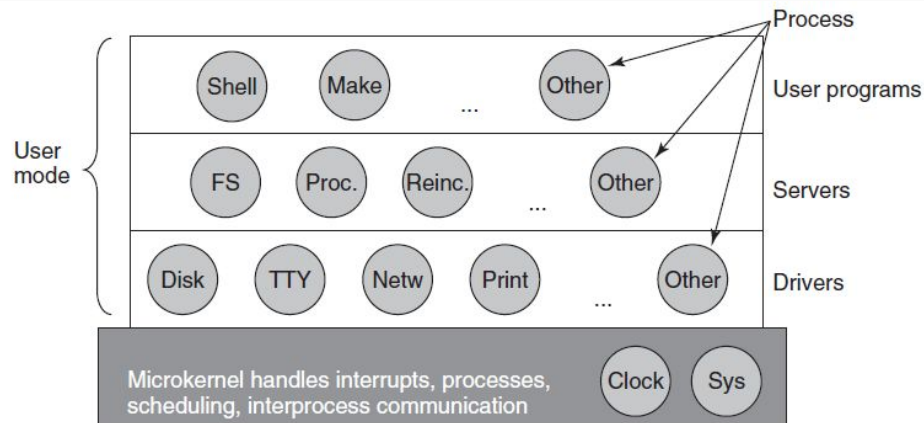 Process
Shell
Make
...
Other
User programs
User
mode
FS
Proc.
Reinc.
...
Other
Servers
Disk
TTY
Netw
Print
...
Other
Drivers
Microkernel handles interrupts, processes,
scheduling, interprocess communication
Clock
Sys